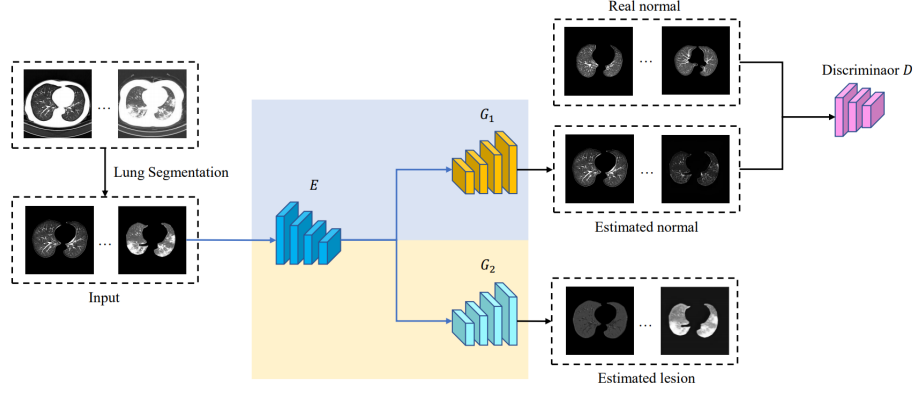 Real normal
...
...
Discriminaor D
Lung Segmentation
G₁
E
...
...
Input
Estimated normal
G₂
...
Estimated lesion